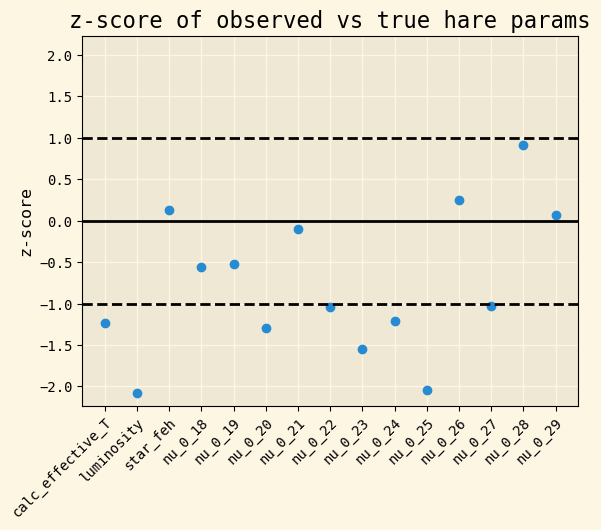 z-score of observed vs true hare params
z-score
2.0
1.5
1.0
0.5
0.0
−0.5
−1.0
−1.5
−2.0
calc_effective_T
luminosity
star_feh
nu_0_18
nu_0_19
nu_0_20
nu_0_21
nu_0_22
nu_0_23
nu_0_24
nu_0_25
nu_0_26
nu_0_27
nu_0_28
nu_0_29